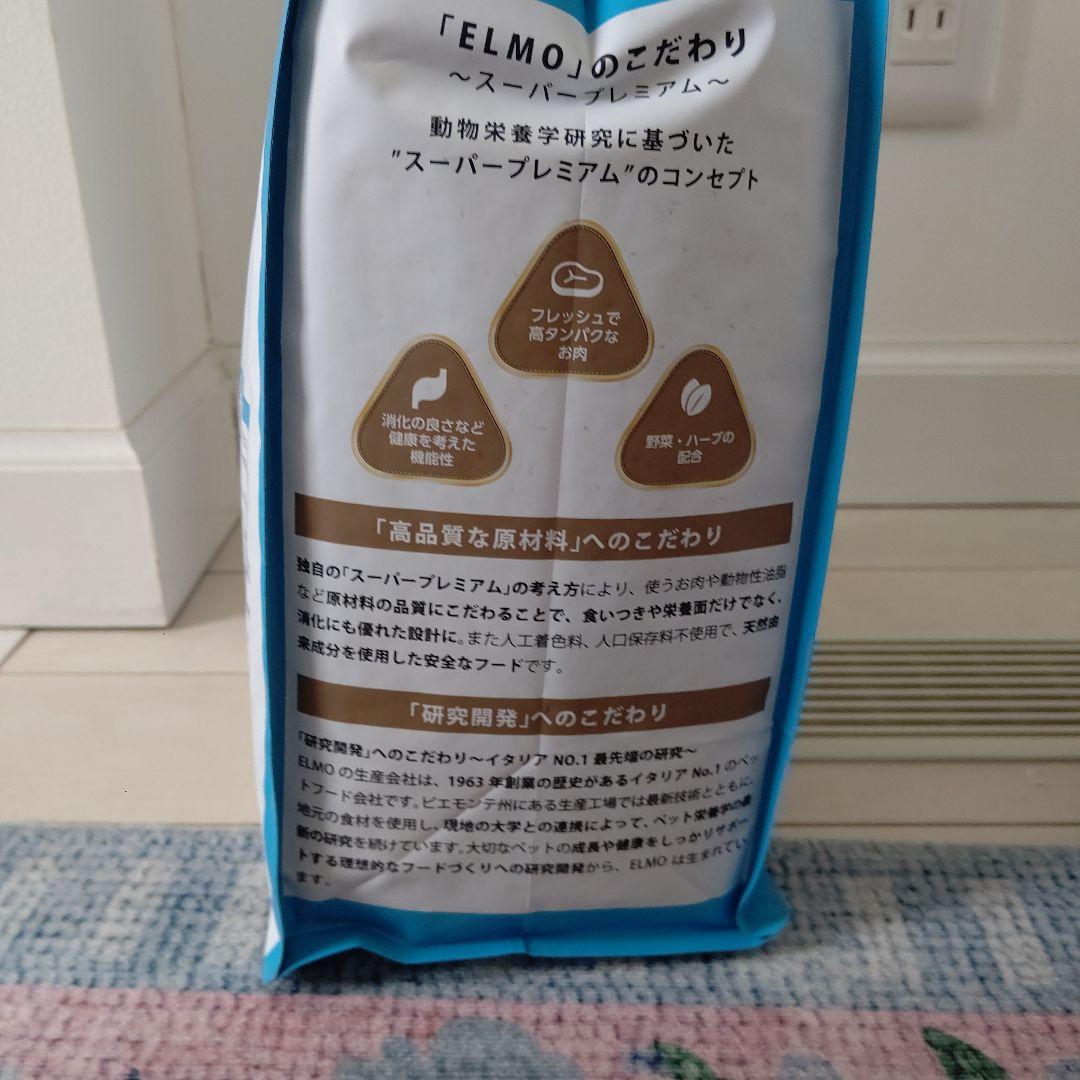 「ELMO」のこだわり
～スーパープレミアム～
動物栄養学研究に基づいた
"スーパープレミアム"のコンセプト
フレッシュで
高タンパクな
お肉
消化の良さなど
健康を考えた
機能性
野菜・ハーブの
配合
「高品質な原材料」へのこだわり
独自の「スーパープレミアム」の考え方により、使うお肉や動物性油脂
など原材料の品質にこだわることで、食いつきや栄養面だけでなく、
消化にも優れた設計に。また人工着色料、人口保存料不使用で、天然由
来成分を使用した安全なフードです。
「研究開発」へのこだわり
「研究開発」へのこだわり～イタリア NO.1 最先端の研究～
ELMO の生産会社は、1963 年創業の歴史があるイタリア No.1 のペッ
トフード会社です。ピエモンテ州にある生産工場では最新技術とともに、
地元の食材を使用し、現地の大学との連携によって、ペット栄養学の最
新の研究を続けています。大切なペットの成長や健康をしっかりサポー
トする理想的なフードづくりへの研究開発から、ELMO は生まれてい
ます。